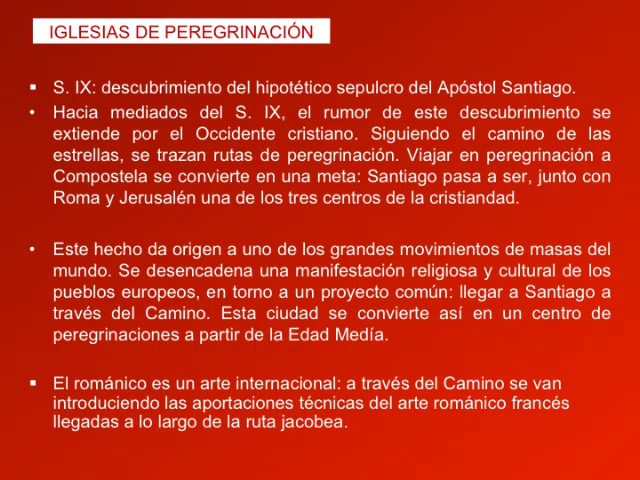 IGLESIAS DE PEREGRINACIÓN
▪ S. IX: descubrimiento del hipotético sepulcro del Apóstol Santiago.
• Hacia mediados del S. IX, el rumor de este descubrimiento se
extiende por el Occidente cristiano. Siguiendo el camino de las
estrellas, se trazan rutas de peregrinación. Viajar en peregrinación a
Compostela se convierte en una meta: Santiago pasa a ser, junto con
Roma y Jerusalén una de los tres centros de la cristiandad.
• Este hecho da origen a uno de los grandes movimientos de masas del
mundo. Se desencadena una manifestación religiosa y cultural de los
pueblos europeos, en torno a un proyecto común: llegar a Santiago a
través del Camino. Esta ciudad se convierte así en un centro de
peregrinaciones a partir de la Edad Medía.
▪ El románico es un arte internacional: a través del Camino se van
introduciendo las aportaciones técnicas del arte románico francés
llegadas a lo largo de la ruta jacobea.